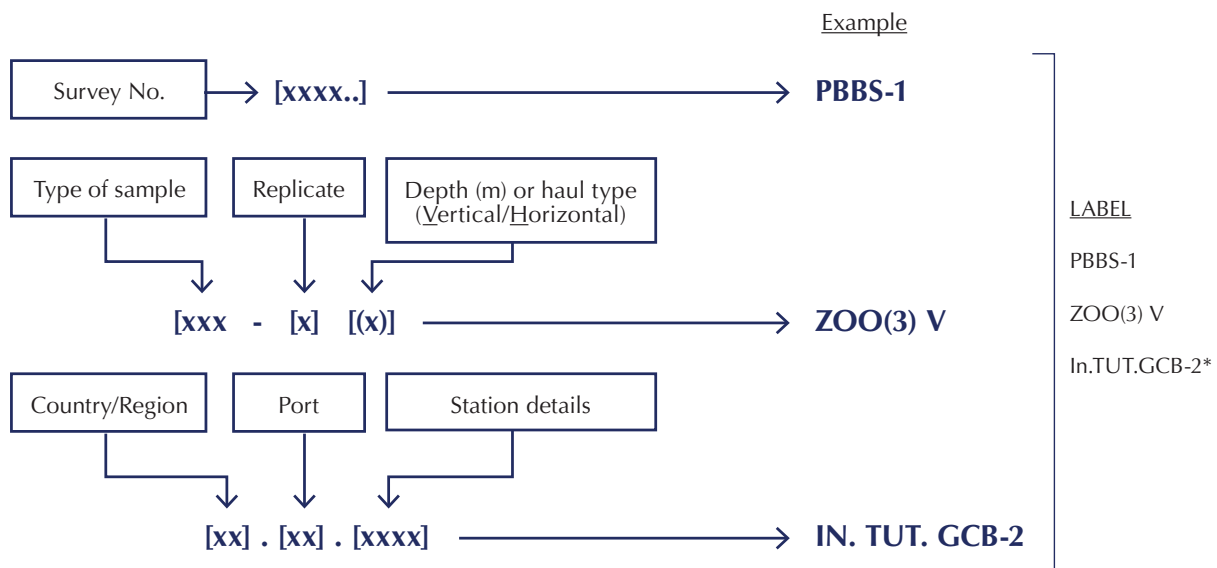 Example
Survey No.
[xxxx..]
PBBS-1
Type of sample
Replicate
Depth (m) or haul type
(Vertical/Horizontal)
[xxx - [x] [(x)]
ZOO(3) V
Country/Region
Port
Station details
[xx] . [xx] . [xxxx]
IN. TUT. GCB-2
LABEL
PBBS-1
ZOO(3) V
In.TUT.GCB-2*